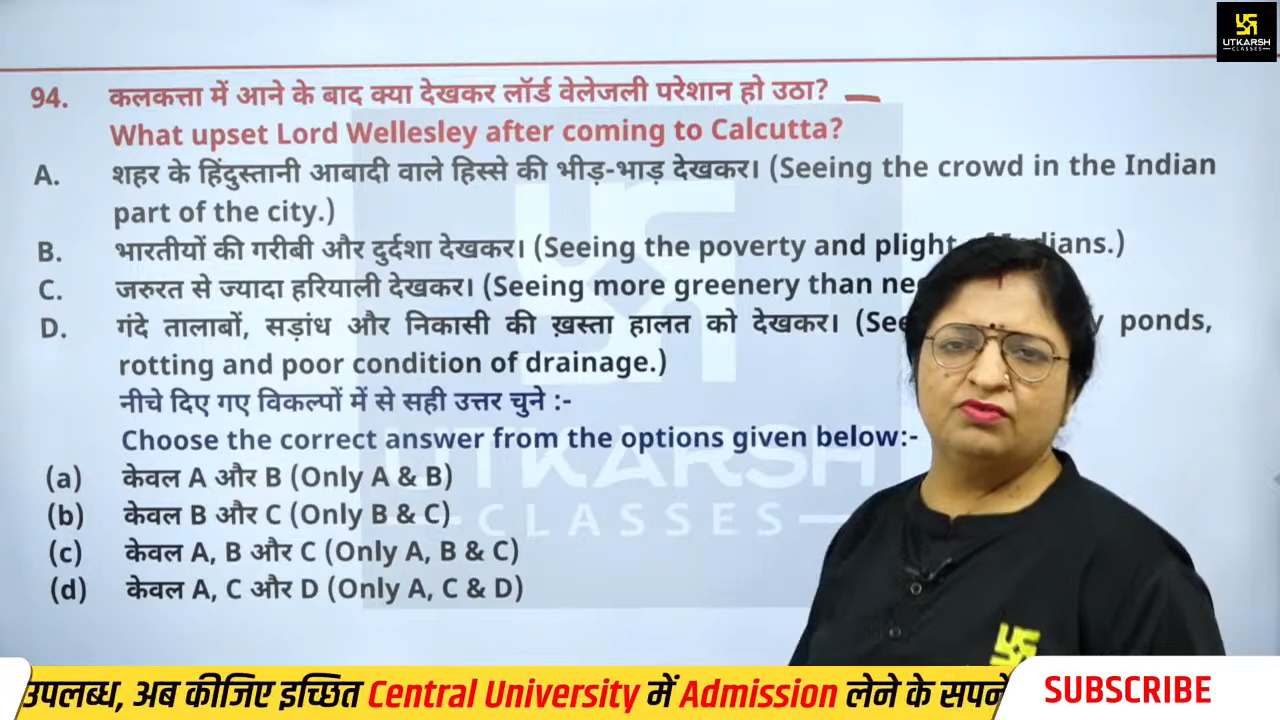 UTKARSH
CLASSES
94. कलकत्ता में आने के बाद क्या देखकर लॉर्ड वेलेजली परेशान हो उठा?
What upset Lord Wellesley after coming to Calcutta?
A. शहर के हिंदुस्तानी आबादी वाले हिस्से की भीड़-भाड़ देखकर। (Seeing the crowd in the Indian
part of the city.)
B. भारतीयों की गरीबी और दुर्दशा देखकर। (Seeing the poverty and plight
C. जरुरत से ज्यादा हरियाली देखकर। (Seeing more greenery than
D. गंदे तालाबों, सड़ांध और निकासी की ख़स्ता हालत को देखकर। ponds,
rotting and poor condition of drainage.)
नीचे दिए गए विकल्पों में से सही उत्तर चुने :-
Choose the correct answer from the options given below:-
(a) केवल A और B (Only A & B)
(b) केवल B और C (Only B & C)
(c) केवल A, B और C (Only A, B & C)
(d) केवल A, C और D (Only A, C & D)
UTKARSH
CLASSES
उपलब्ध, अब कीजिए इच्छित Central University में Admission लेने के सपने
SUBSCRIBE